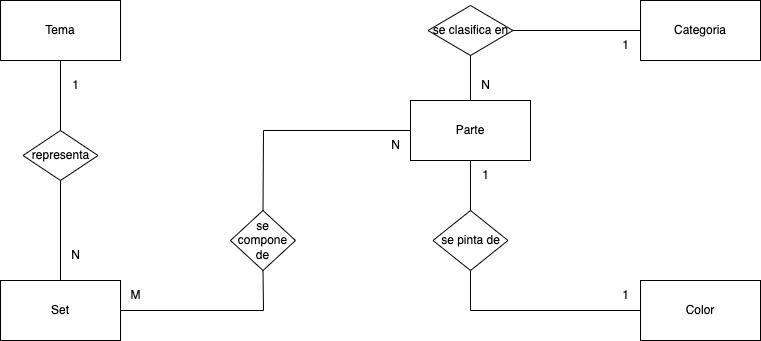 Tema
se clasifica en
Categoria
1
1
N
Parte
N
representa
1
se
compone
de
se pinta de
N
M
1
Set
Color